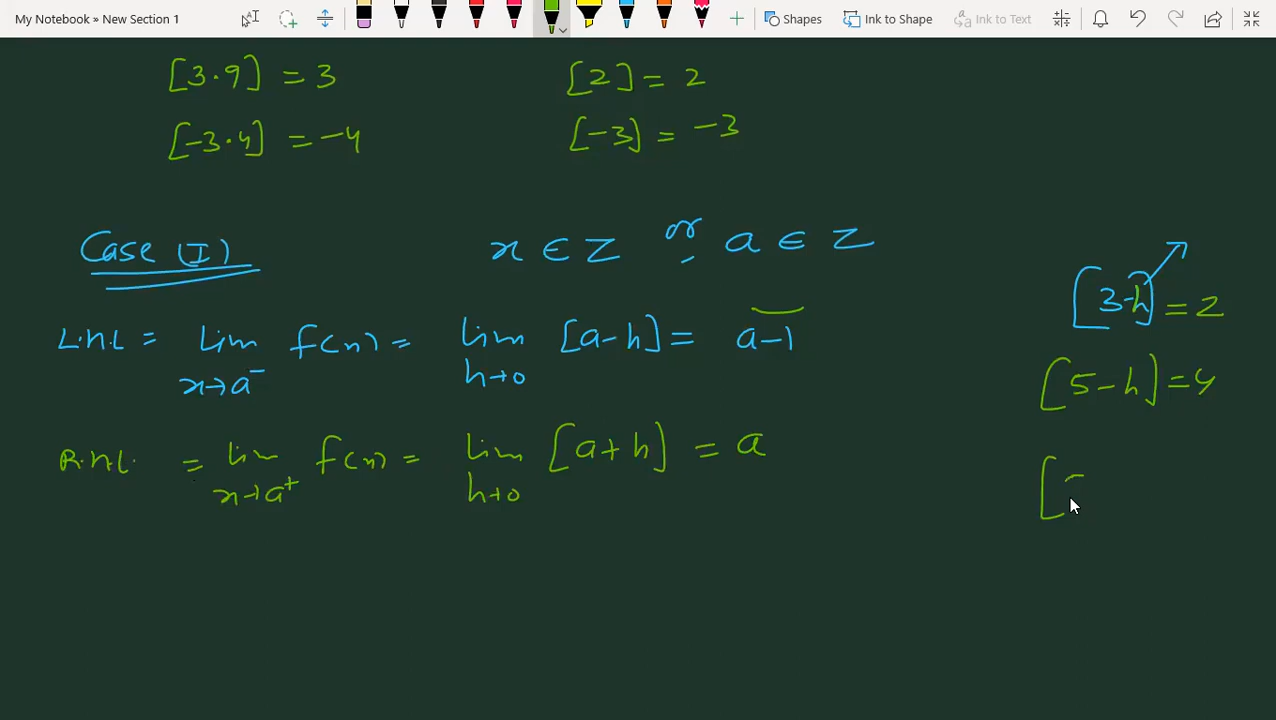 My Notebook » New Section 1
Shapes
Ink to Shape
Ink to Text
[3·9] = 3
[2] = 2
[-3·4] = -4
[-3] = -3
Case (I)
x ∈ Z or a ∈ Z
[3-h] = 2
L.H.L = lim f(x) = lim [a-h] = a-1
x→a⁻ h→0
[5-h] = 4
R.H.L. = lim f(x) = lim [a+h] = a
x→a⁺ h→0
[